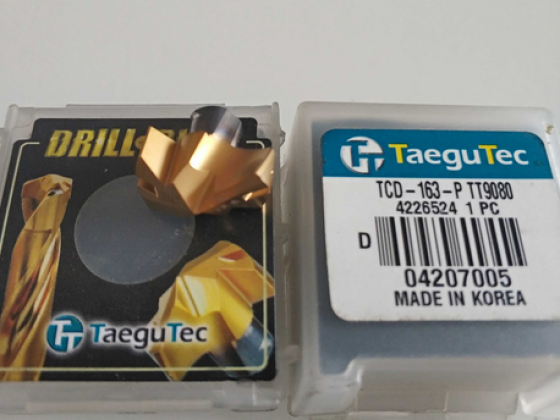 DRILL
TaeguTec
TaeguTec
TCD-163-P TT9080
4226524 1 PC
D
04207005
MADE IN KOREA